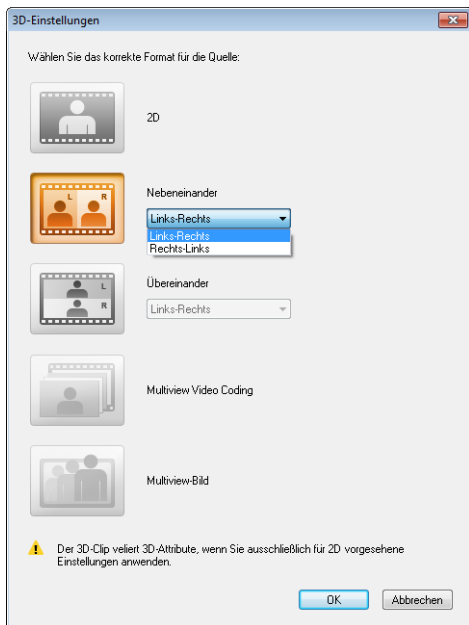 3D-Einstellungen
Wählen Sie das korrekte Format für die Quelle:
2D
L R
Nebeneinander
Links-Rechts
Links-Rechts
Rechts-Links
L
R
Übereinander
Links-Rechts
Multiview Video Coding
Multiview-Bild
Der 3D-Clip veliert 3D-Attribute, wenn Sie ausschließlich für 2D vorgesehene
Einstellungen anwenden.
OK Abbrechen